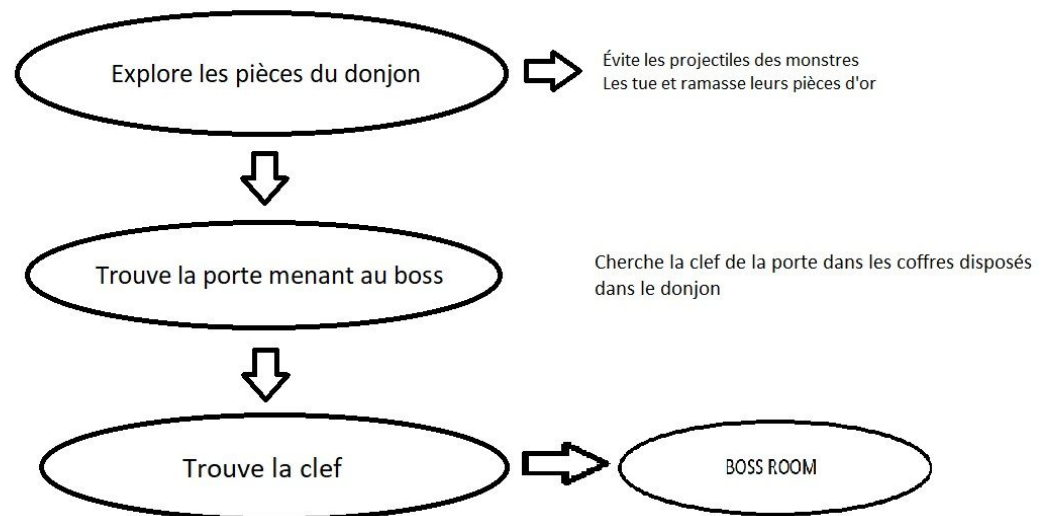 Explore les pièces du donjon
Évite les projectiles des monstres
Les tue et ramasse leurs pièces d'or
Trouve la porte menant au boss
Cherche la clef de la porte dans les coffres disposés
dans le donjon
Trouve la clef
BOSS ROOM